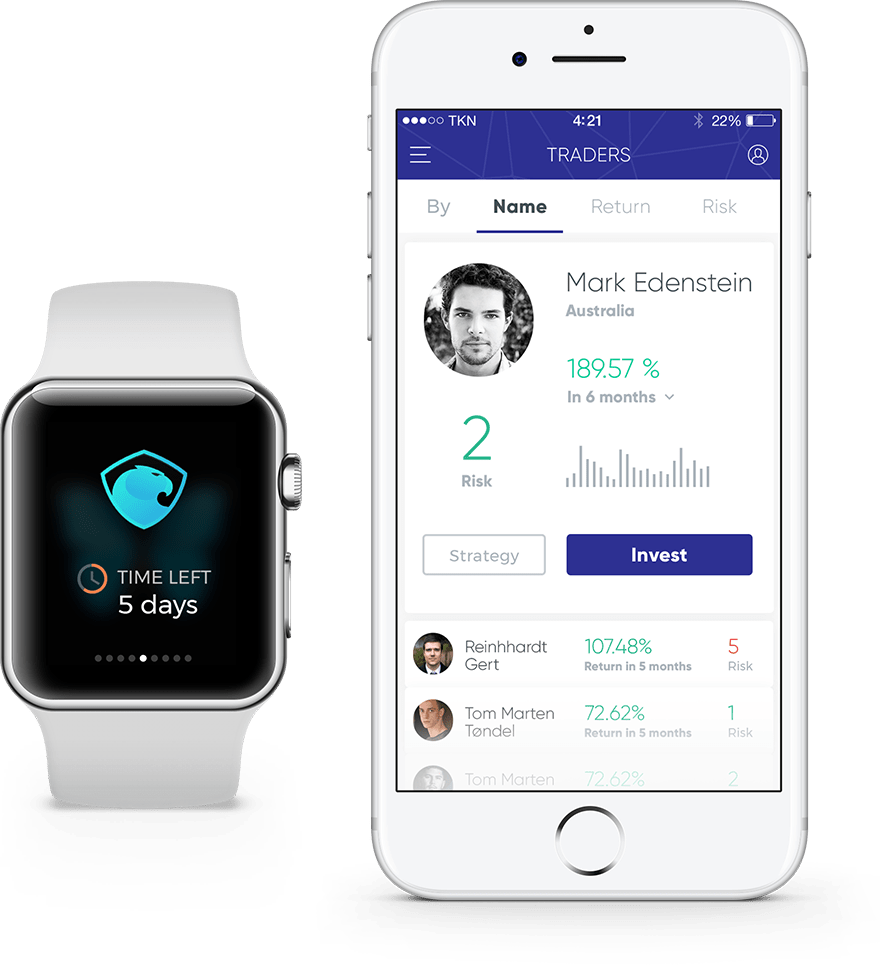 TKN 4:21 22%
TRADERS
By Name Return Risk
Mark Edenstein
Australia
189.57 %
In 6 months
2
Risk
Strategy Invest
Reinhhardt
Gert
107.48%
Return in 5 months
5
Risk
Tom Marten
Tøndel
72.62%
Return in 5 months
1
Risk
Tom Marten
72.62%
2
TIME LEFT
5 days